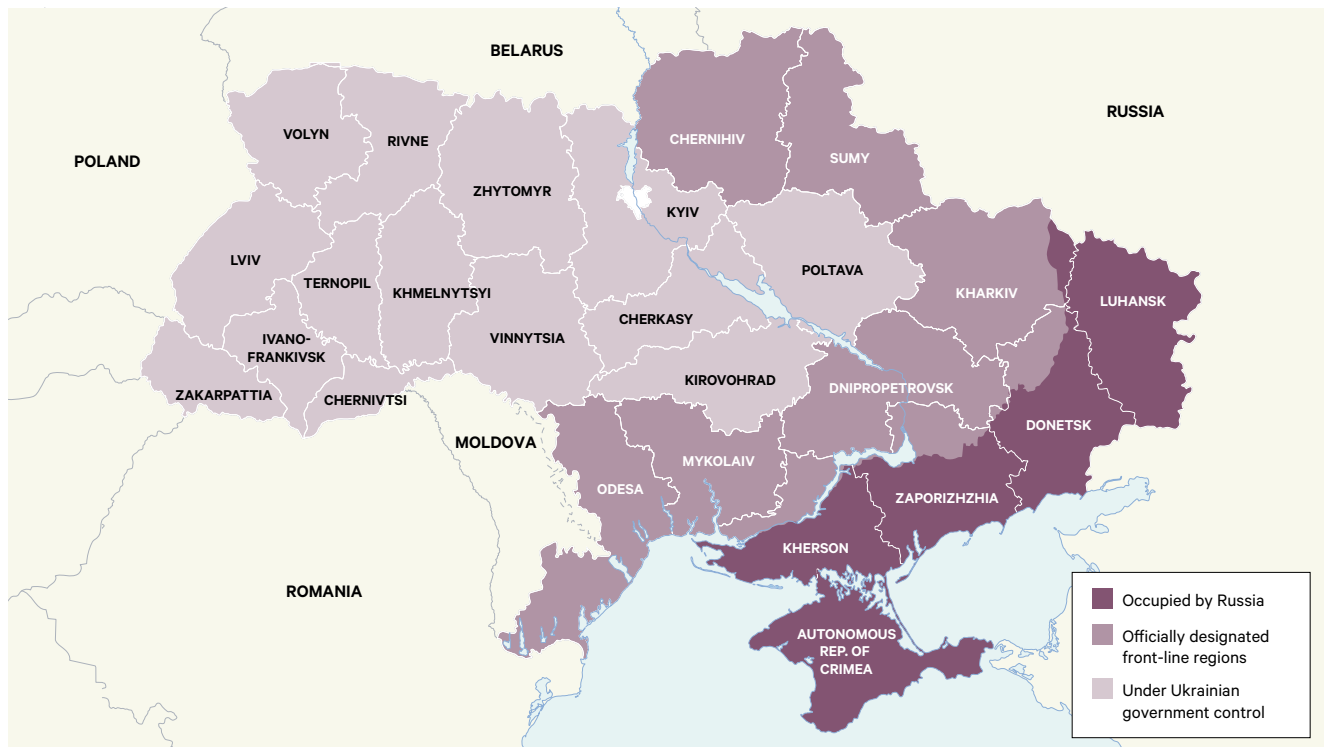 BELARUS
RUSSIA
POLAND
VOLYN
RIVNE
CHERNIHIV
SUMY
ZHYTOMYR
KYIV
LVIV
TERNOPIL
KHMELNYTSYI
POLTAVA
KHARKIV
LUHANSK
CHERKASY
VINNYTSIA
IVANO-
FRANKIVSK
ZAKARPATTIA
CHERNIVTSI
KIROVOHRAD
DNIPROPETROVSK
DONETSK
MOLDOVA
MYKOLAIV
ODESA
ZAPORIZHZHIA
KHERSON
ROMANIA
AUTONOMOUS
REP. OF
CRIMEA
Occupied by Russia
Officially designated
front-line regions
Under Ukrainian
government control